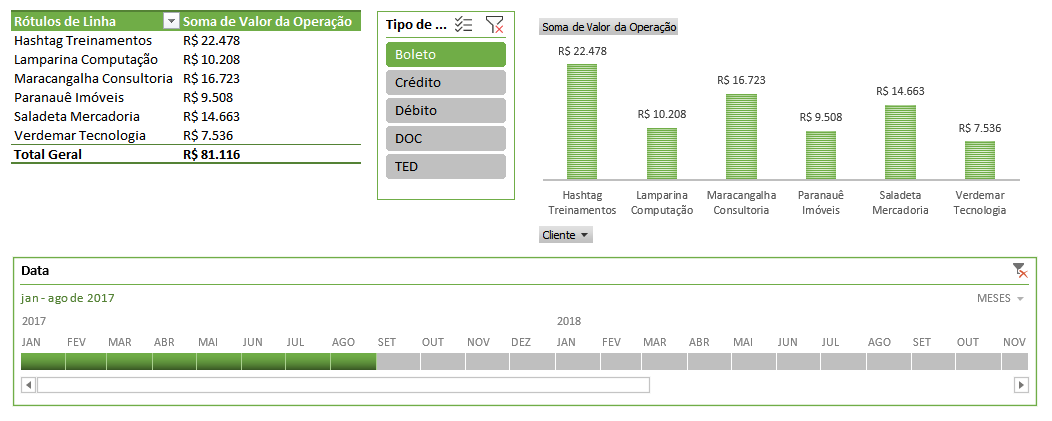 Rótulos de Linha Soma de Valor da Operação
Hashtag Treinamentos R$ 22.478
Lamparina Computação R$ 10.208
Maracangalha Consultoria R$ 16.723
Paranauê Imóveis R$ 9.508
Saladeta Mercadoria R$ 14.663
Verdemar Tecnologia R$ 7.536
Total Geral R$ 81.116
Tipo de ...
Boleto
Crédito
Débito
DOC
TED
Soma de Valor da Operação
R$ 22.478
R$ 10.208
R$ 16.723
R$ 9.508
R$ 14.663
R$ 7.536
Hashtag Treinamentos
Lamparina Computação
Maracangalha Consultoria
Paranauê Imóveis
Saladeta Mercadoria
Verdemar Tecnologia
Cliente
Data
jan - ago de 2017 MESES
2017 2018
JAN FEV MAR ABR MAI JUN JUL AGO SET OUT NOV DEZ JAN FEV MAR ABR MAI JUN JUL AGO SET OUT NOV